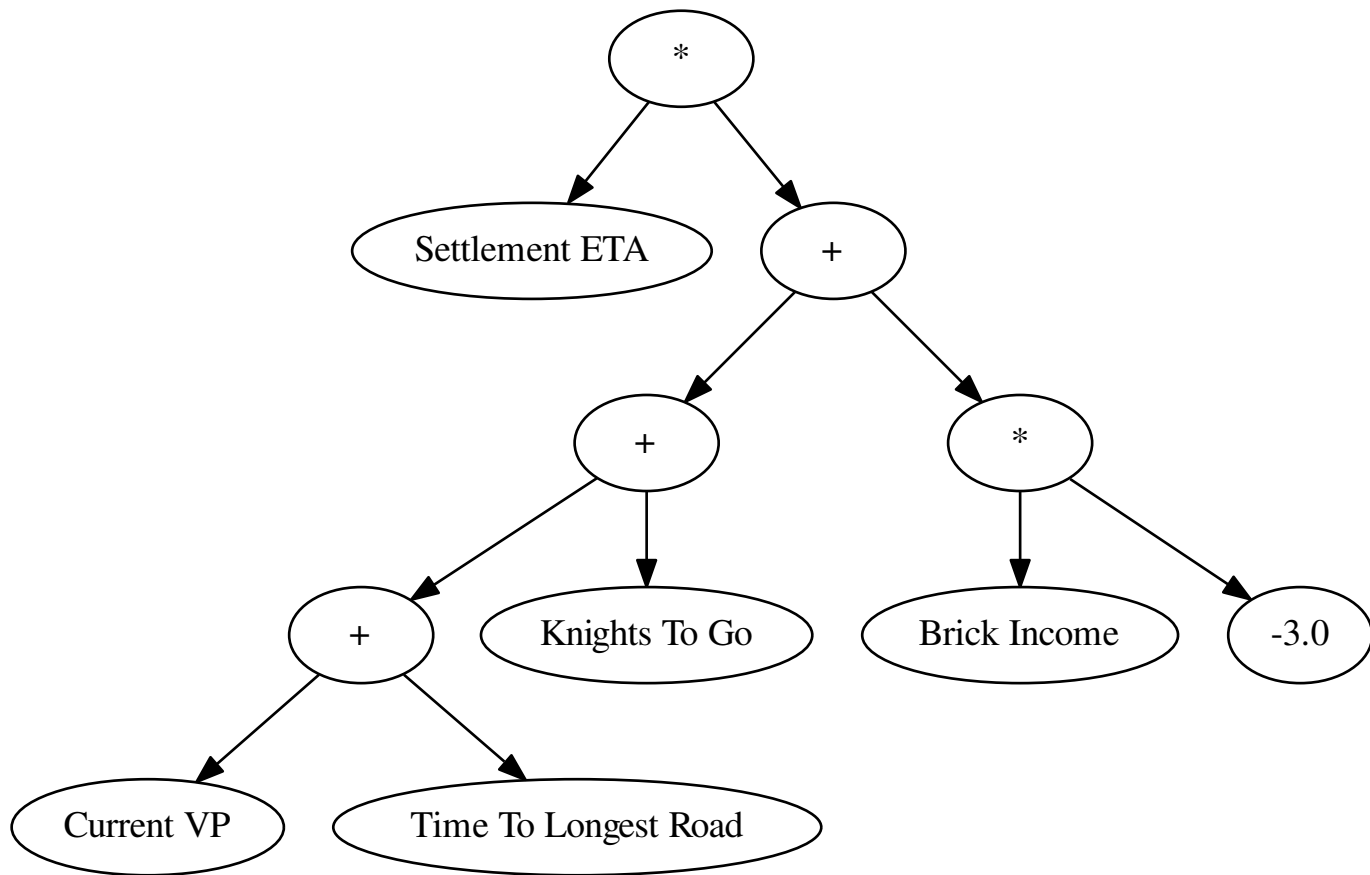 *
Settlement ETA
+
+
*
+
Knights To Go
Brick Income
-3.0
Current VP
Time To Longest Road